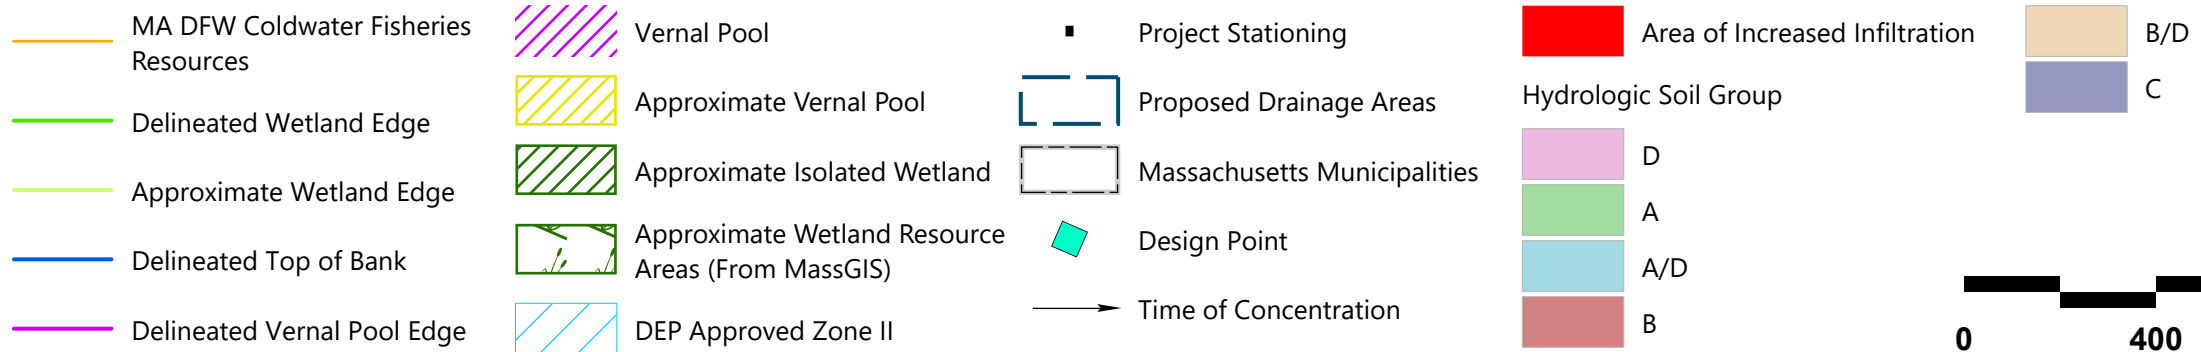 MA DFW Coldwater Fisheries
Resources
Delineated Wetland Edge
Approximate Wetland Edge
Delineated Top of Bank
Delineated Vernal Pool Edge
Vernal Pool
Approximate Vernal Pool
Approximate Isolated Wetland
Approximate Wetland Resource
Areas (From MassGIS)
DEP Approved Zone II
Project Stationing
Proposed Drainage Areas
Massachusetts Municipalities
Design Point
Time of Concentration
Area of Increased Infiltration
Hydrologic Soil Group
D
A
A/D
B
B/D
C
0 400